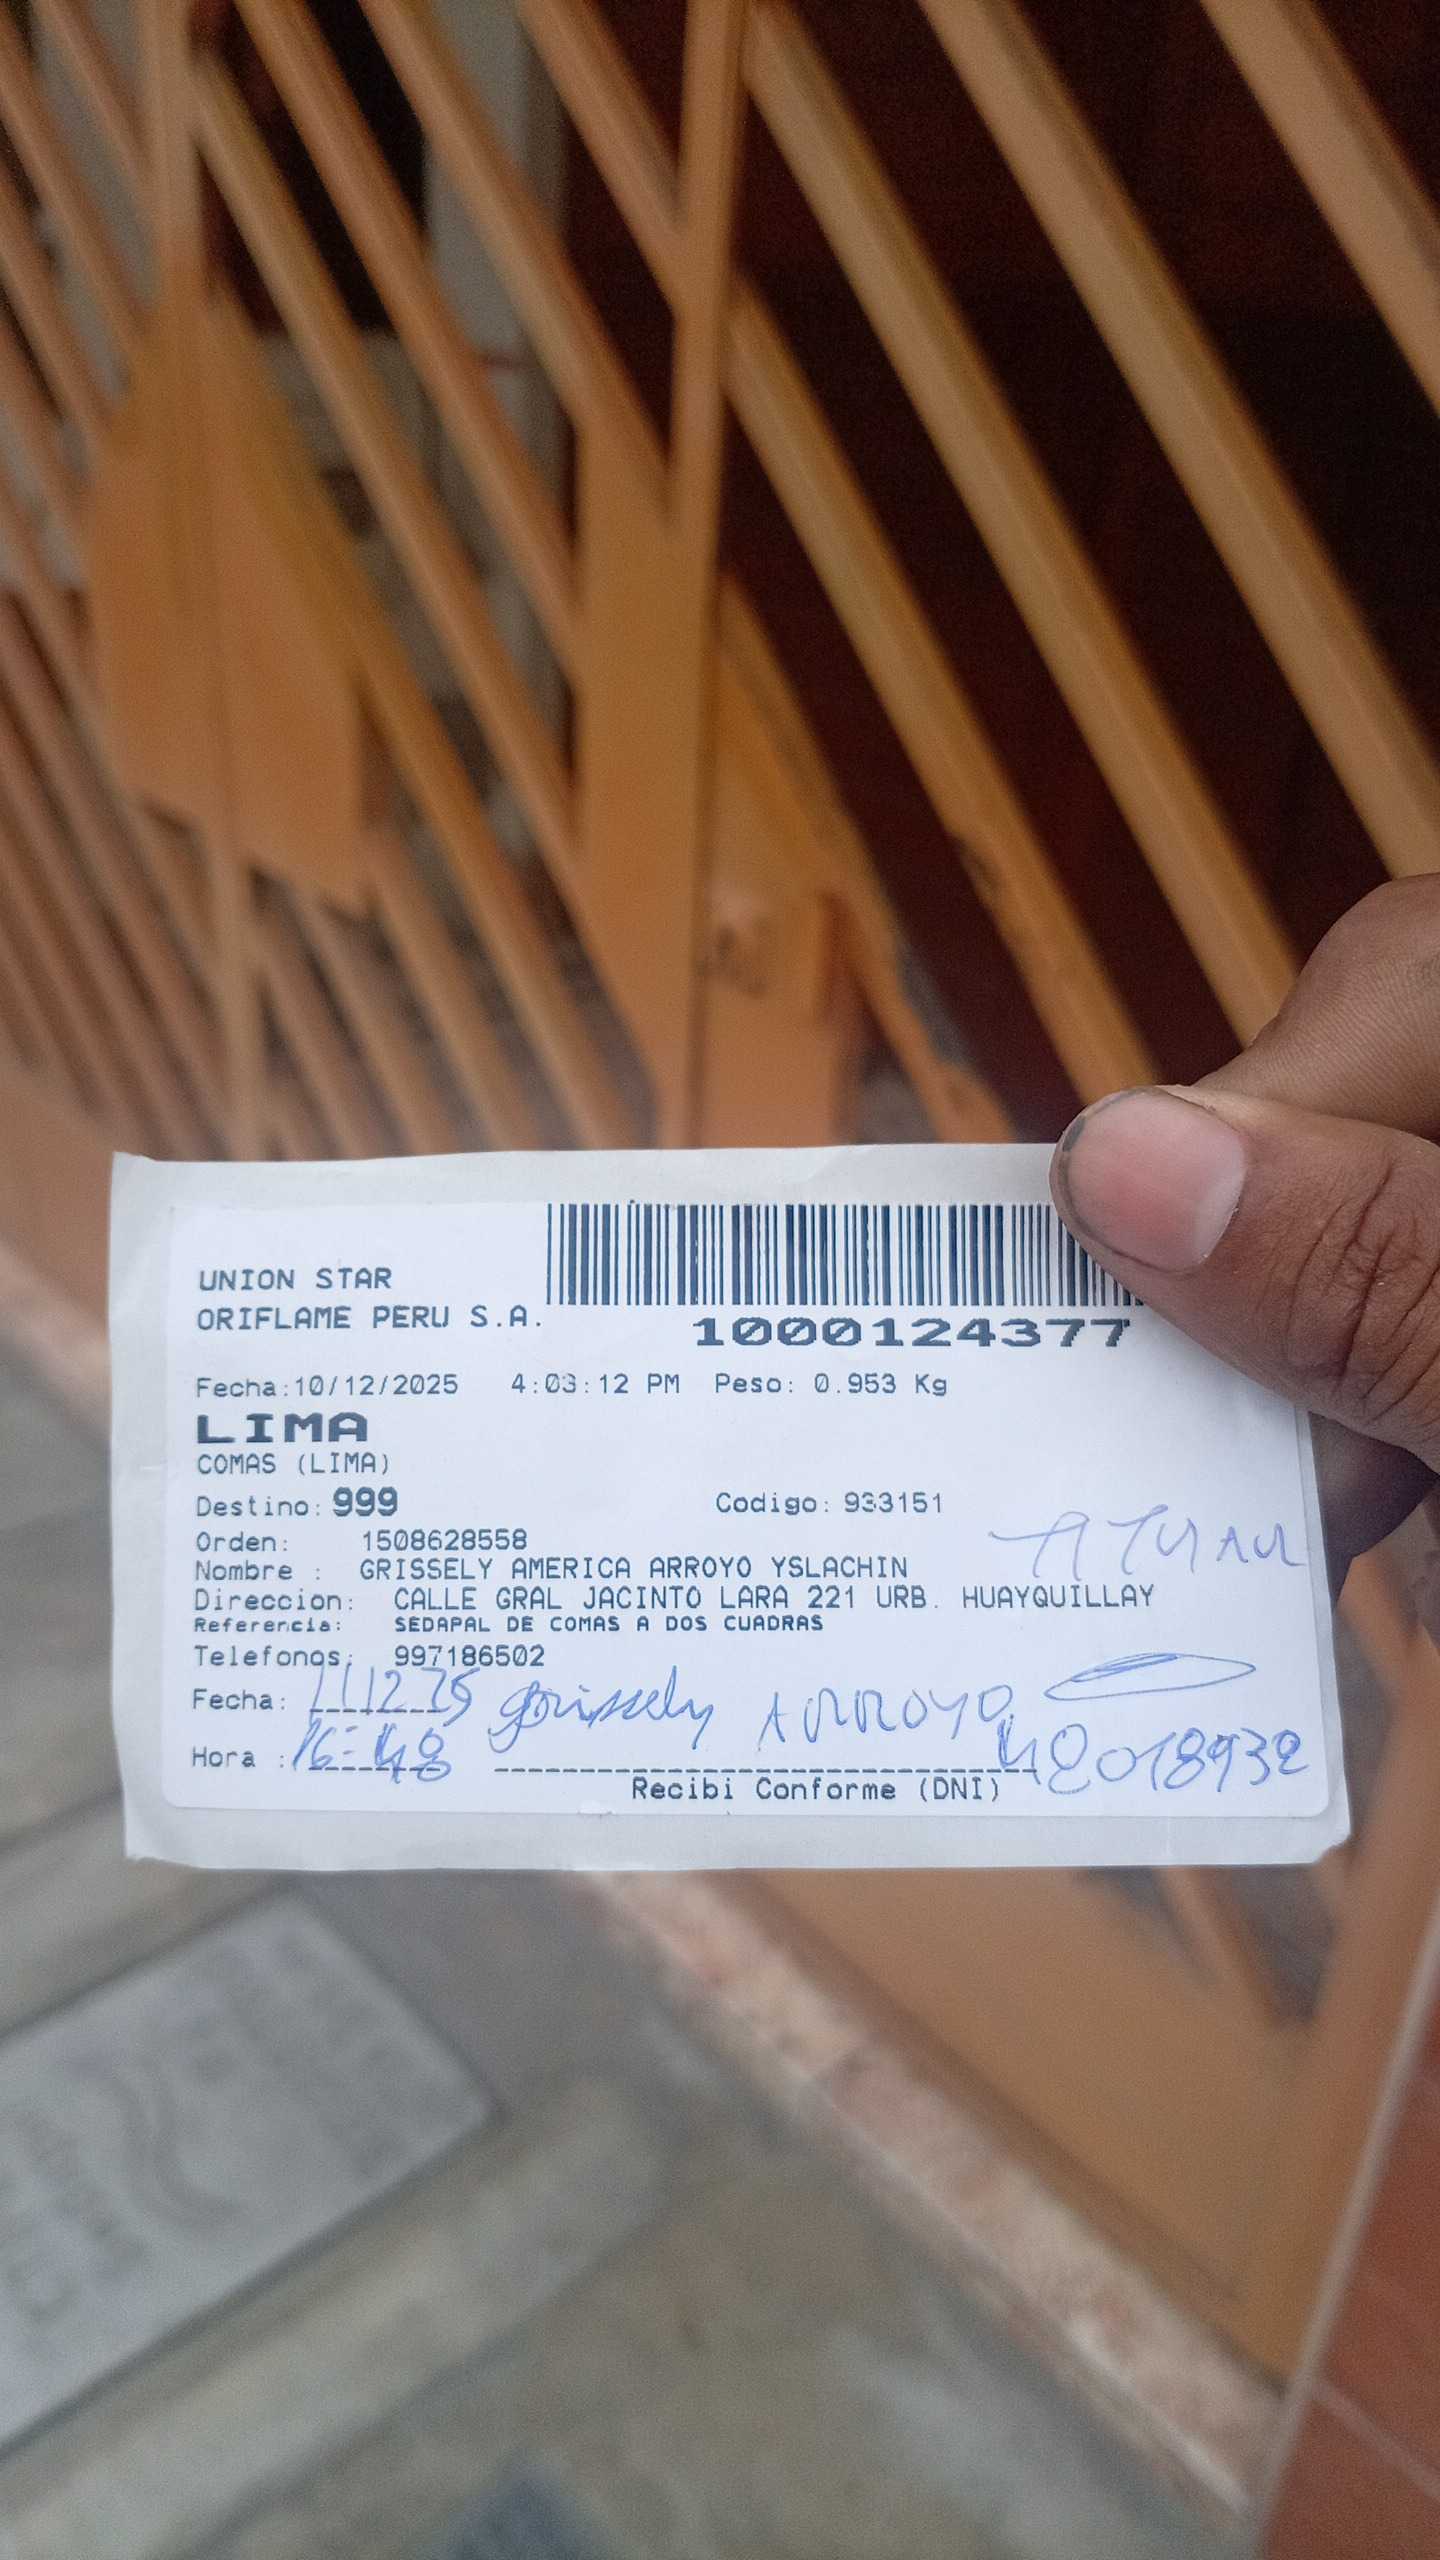 UNION STAR
ORIFLAME PERU S.A.
1000124377
Fecha:10/12/2025 4:03:12 PM Peso: 0.953 Kg
LIMA
COMAS (LIMA)
Destino: 999 Codigo: 933151
Orden: 1508628558
Nombre : GRISSELY AMERICA ARROYO YSLACHIN
Direccion: CALLE GRAL JACINTO LARA 221 URB. HUAYQUILLAY
Referencia: SEDAPAL DE COMAS A DOS CUADRAS
Telefonos: 997186502
Fecha: 11 12 25 Grissely ARROYO
Hora : 16:48 48018932
Recibi Conforme (DNI)